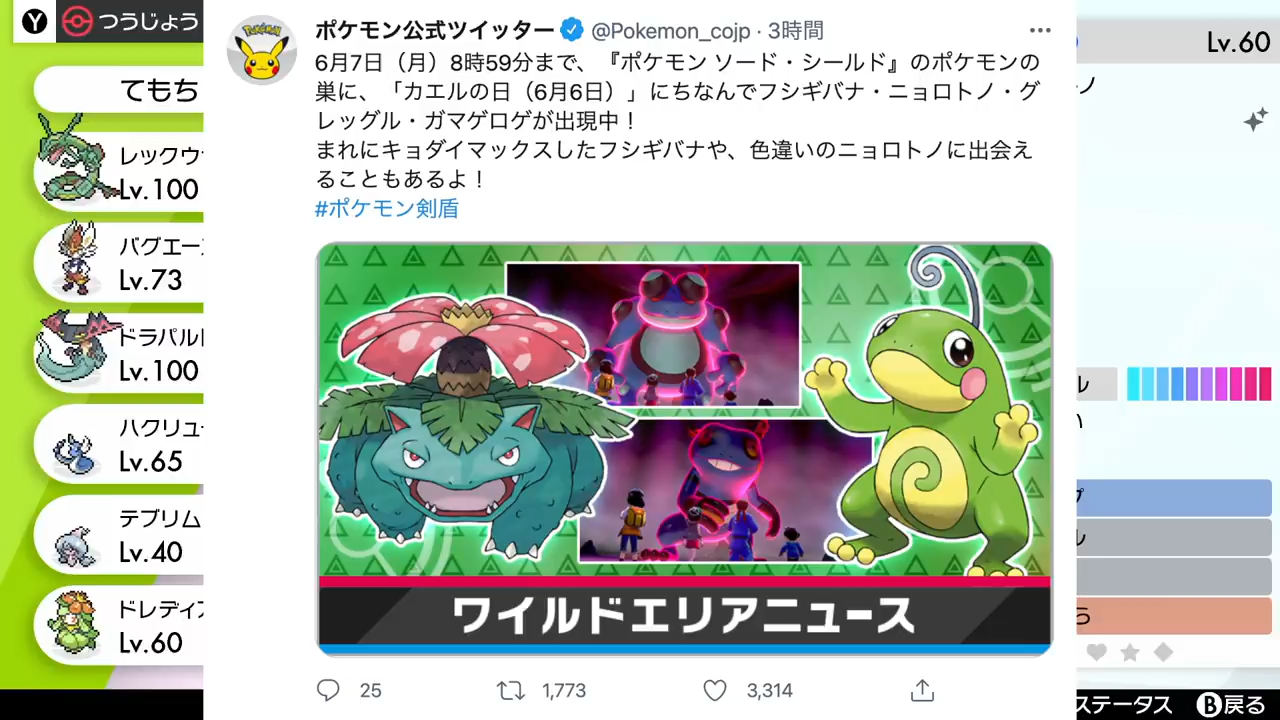 Y つうじょう
てもち
レックウ
Lv.100
バグエー
Lv.73
ドラパル
Lv.100
ハクリュー
Lv.65
テブリム
Lv.40
ドレディ
Lv.60
POKéMON
ポケモン公式ツイッター @Pokemon_cojp · 3時間
6月7日（月）8時59分まで、『ポケモン ソード・シールド』のポケモンの
巣に、「カエルの日（6月6日）」にちなんでフシギバナ・ニョロトノ・グ
レッグル・ガマゲロゲが出現中！
まれにキョダイマックスしたフシギバナや、色違いのニョロトノに出会え
ることもあるよ！
#ポケモン剣盾
ワイルドエリアニュース
25 1,773 3,314
Lv.60
ル
い
プ
ル
ら
ステータス B戻る